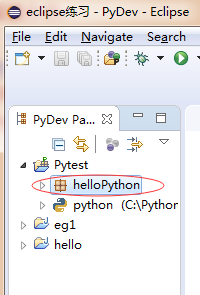 eclipse练习 - PyDev - Eclipse
File Edit Navigate Search
PyDev Pa...
Pytest
helloPython
python (C:\Pythor
eg1
hello